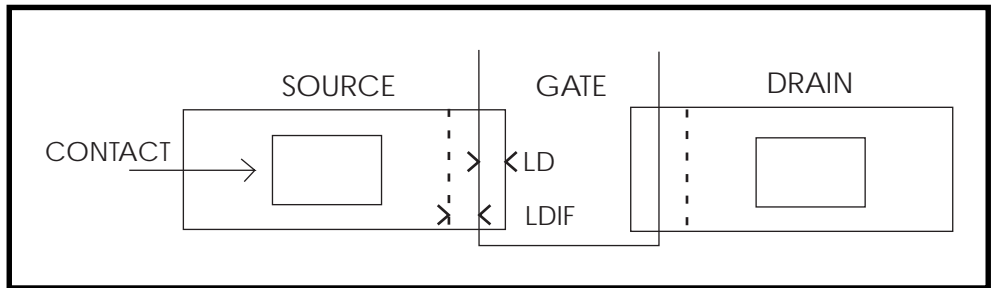 SOURCE
GATE
DRAIN
CONTACT
LD
LDIF